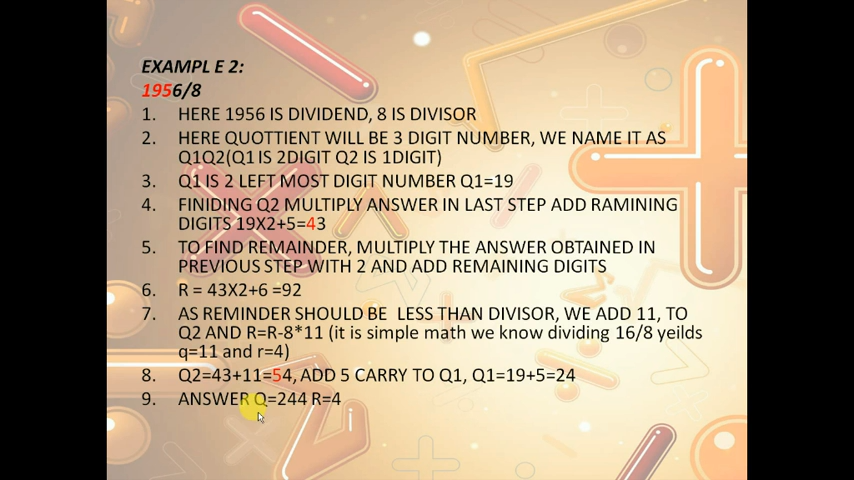 EXAMPL E 2:
1956/8
1. HERE 1956 IS DIVIDEND, 8 IS DIVISOR
2. HERE QUOTTIENT WILL BE 3 DIGIT NUMBER, WE NAME IT AS
Q1Q2(Q1 IS 2DIGIT Q2 IS 1DIGIT)
3. Q1 IS 2 LEFT MOST DIGIT NUMBER Q1=19
4. FINIDING Q2 MULTIPLY ANSWER IN LAST STEP ADD RAMINING
DIGITS 19X2+5=43
5. TO FIND REMAINDER, MULTIPLY THE ANSWER OBTAINED IN
PREVIOUS STEP WITH 2 AND ADD REMAINING DIGITS
6. R = 43X2+6 =92
7. AS REMINDER SHOULD BE LESS THAN DIVISOR, WE ADD 11, TO
Q2 AND R=R-8*11 (it is simple math we know dividing 16/8 yeilds
q=11 and r=4)
8. Q2=43+11=54, ADD 5 CARRY TO Q1, Q1=19+5=24
9. ANSWER Q=244 R=4